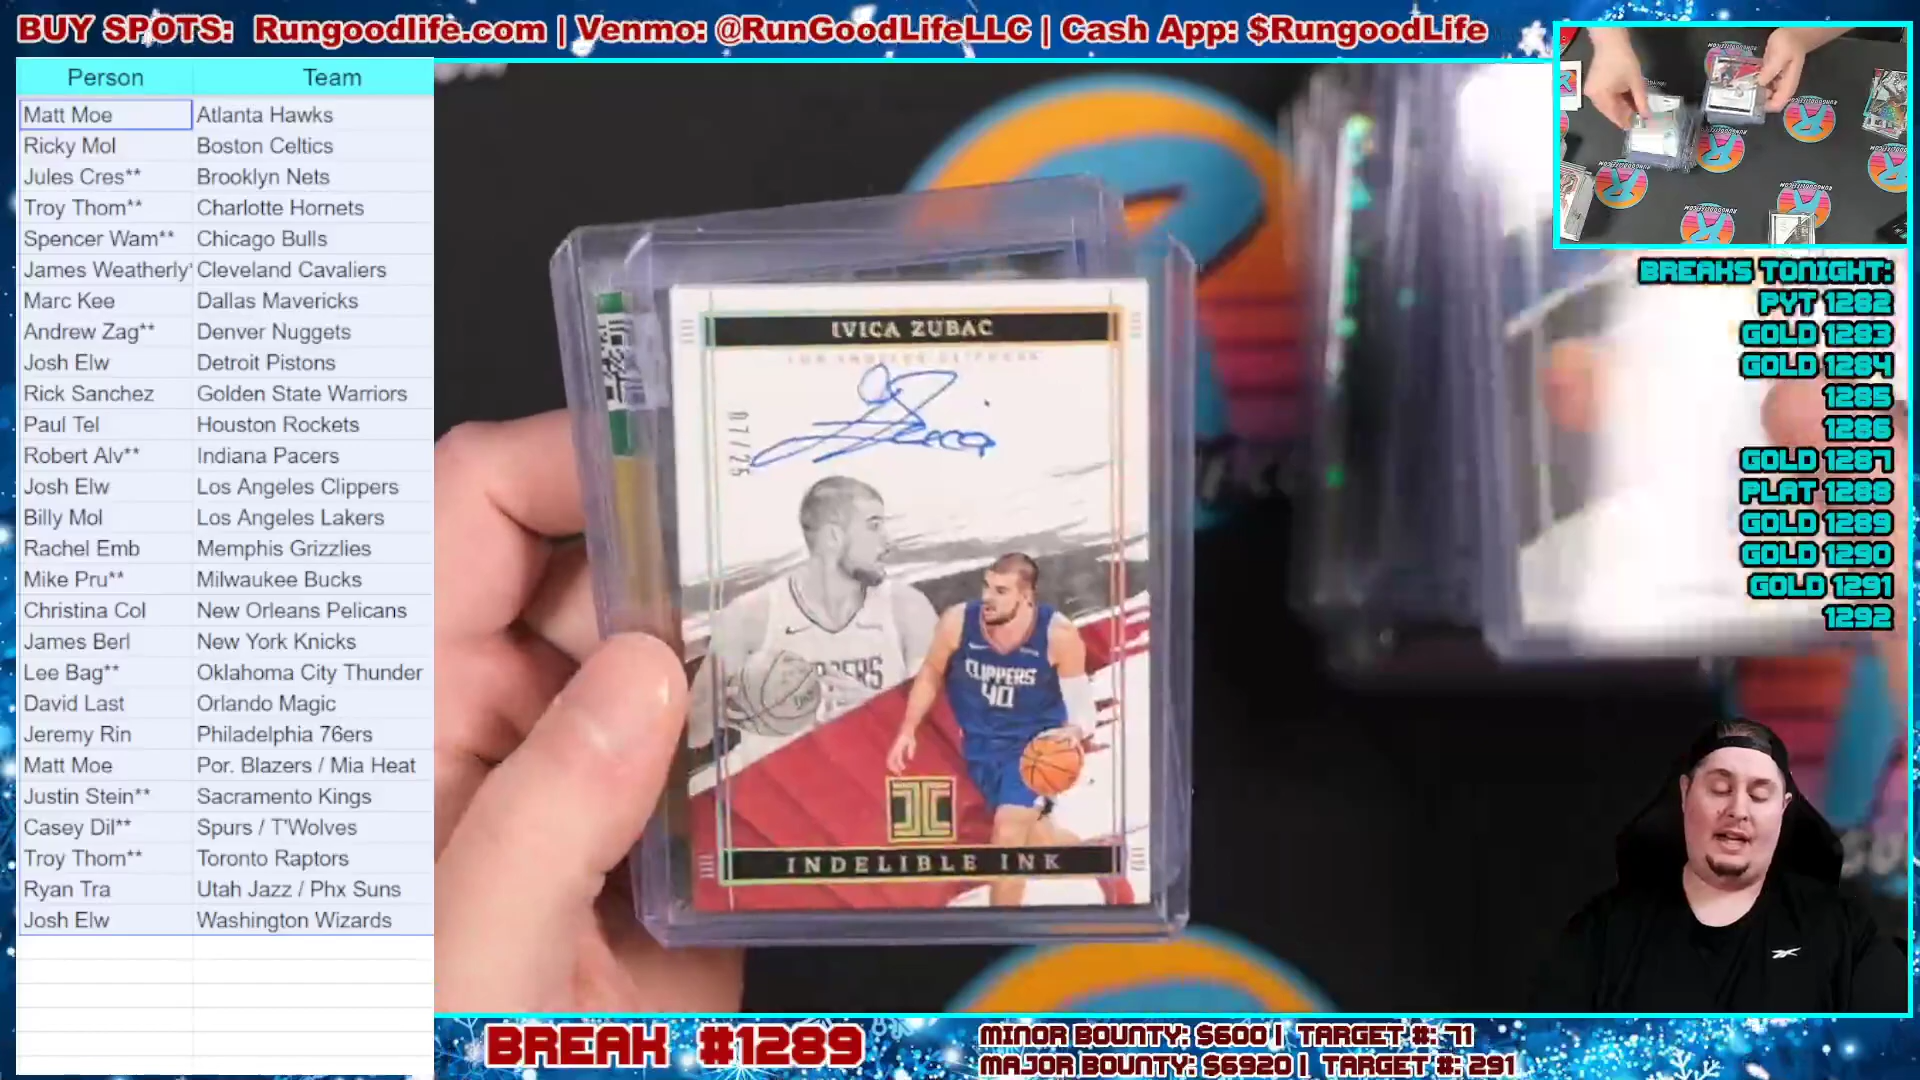 BUY SPOTS: Rungoodlife.com | Venmo: @RunGoodLifeLLC | Cash App: $RungoodLife
Person Team
Matt Moe Atlanta Hawks
Ricky Mol Boston Celtics
Jules Cres** Brooklyn Nets
Troy Thom** Charlotte Hornets
Spencer Wam** Chicago Bulls
James Weatherly* Cleveland Cavaliers
Marc Kee Dallas Mavericks
Andrew Zag** Denver Nuggets
Josh Elw Detroit Pistons
Rick Sanchez Golden State Warriors
Paul Tel Houston Rockets
Robert Alv** Indiana Pacers
Josh Elw Los Angeles Clippers
Billy Mol Los Angeles Lakers
Rachel Emb Memphis Grizzlies
Mike Pru** Milwaukee Bucks
Christina Col New Orleans Pelicans
James Berl New York Knicks
Lee Bag** Oklahoma City Thunder
David Last Orlando Magic
Jeremy Rin Philadelphia 76ers
Matt Moe Por. Blazers / Mia Heat
Justin Stein** Sacramento Kings
Casey Dil** Spurs / T'Wolves
Troy Thom** Toronto Raptors
Ryan Tra Utah Jazz / Phx Suns
Josh Elw Washington Wizards
IVICA ZUBAC
LOS ANGELES CLIPPERS
07/25
CLIPPERS
40
INDELIBLE INK
BREAKS TONIGHT:
PYT 1282
GOLD 1283
GOLD 1284
1285
1286
GOLD 1287
PLAT 1288
GOLD 1289
GOLD 1290
GOLD 1291
1292
BREAK #1289
MINOR BOUNTY: $600 | TARGET #: 71
MAJOR BOUNTY: $6920 | TARGET #: 291